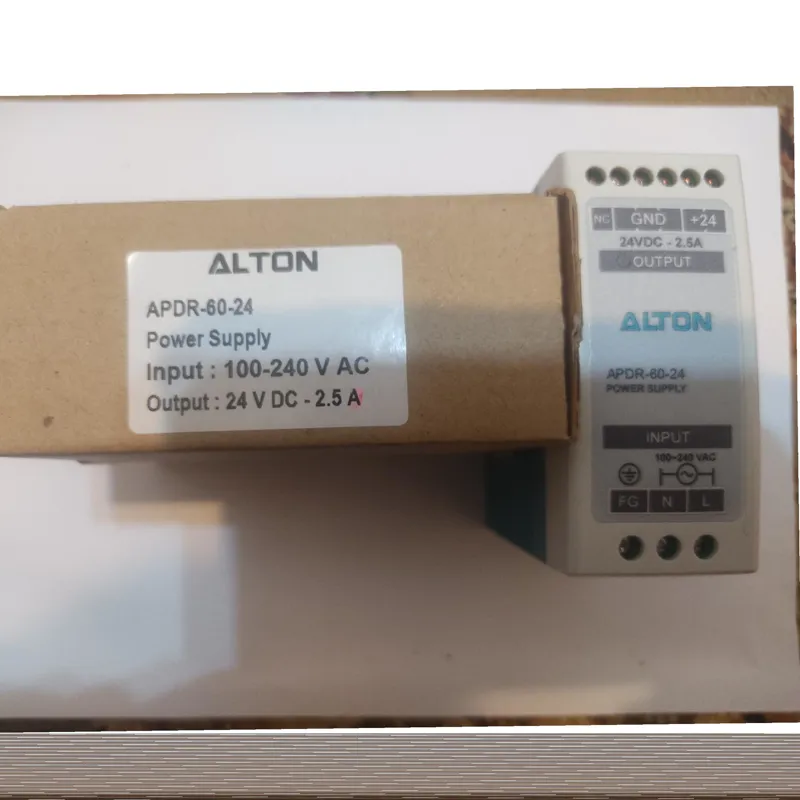 ALTON
APDR-60-24
Power Supply
Input : 100-240 V AC
Output : 24 V DC - 2.5 A
NC GND +24
24VDC - 2.5A
OUTPUT
ALTON
APDR-60-24
POWER SUPPLY
INPUT
100~240 VAC
FG N L